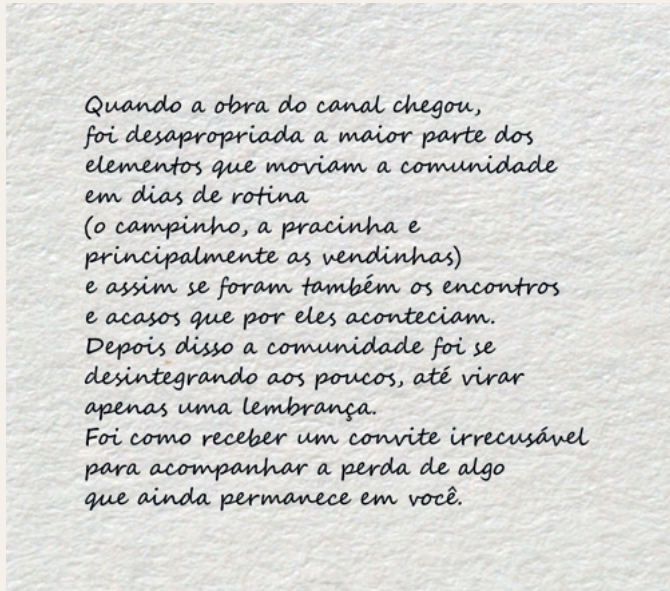 Quando a obra do canal chegou,
foi desapropriada a maior parte dos
elementos que moviam a comunidade
em dias de rotina
(o campinho, a pracinha e
principalmente as vendinhas)
e assim se foram também os encontros
e acasos que por eles aconteciam.
Depois disso a comunidade foi se
desintegrando aos poucos, até virar
apenas uma lembrança.
Foi como receber um convite irrecusável
para acompanhar a perda de algo
que ainda permanece em você.